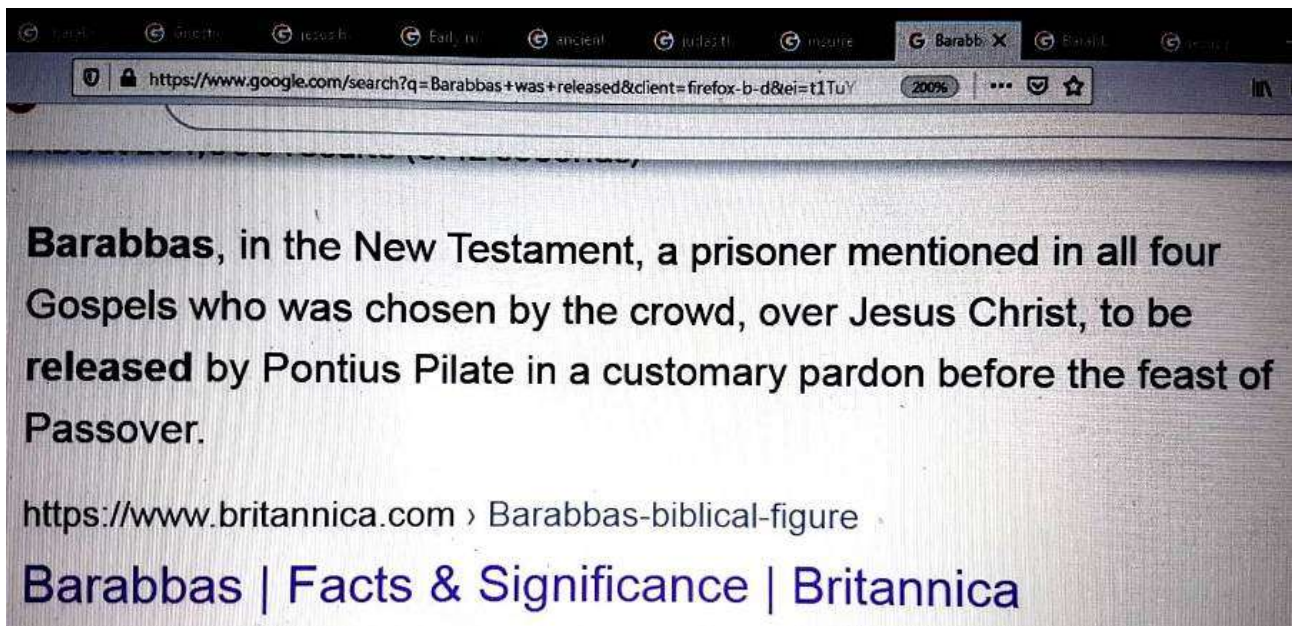 Early
ancient
Barabb
https://www.google.com/search?q=Barabbas+was+released&client=firefox-b-d&ei=t1TuY
200%
Barabbas, in the New Testament, a prisoner mentioned in all four
Gospels who was chosen by the crowd, over Jesus Christ, to be
released by Pontius Pilate in a customary pardon before the feast of
Passover.
https://www.britannica.com › Barabbas-biblical-figure
Barabbas | Facts & Significance | Britannica